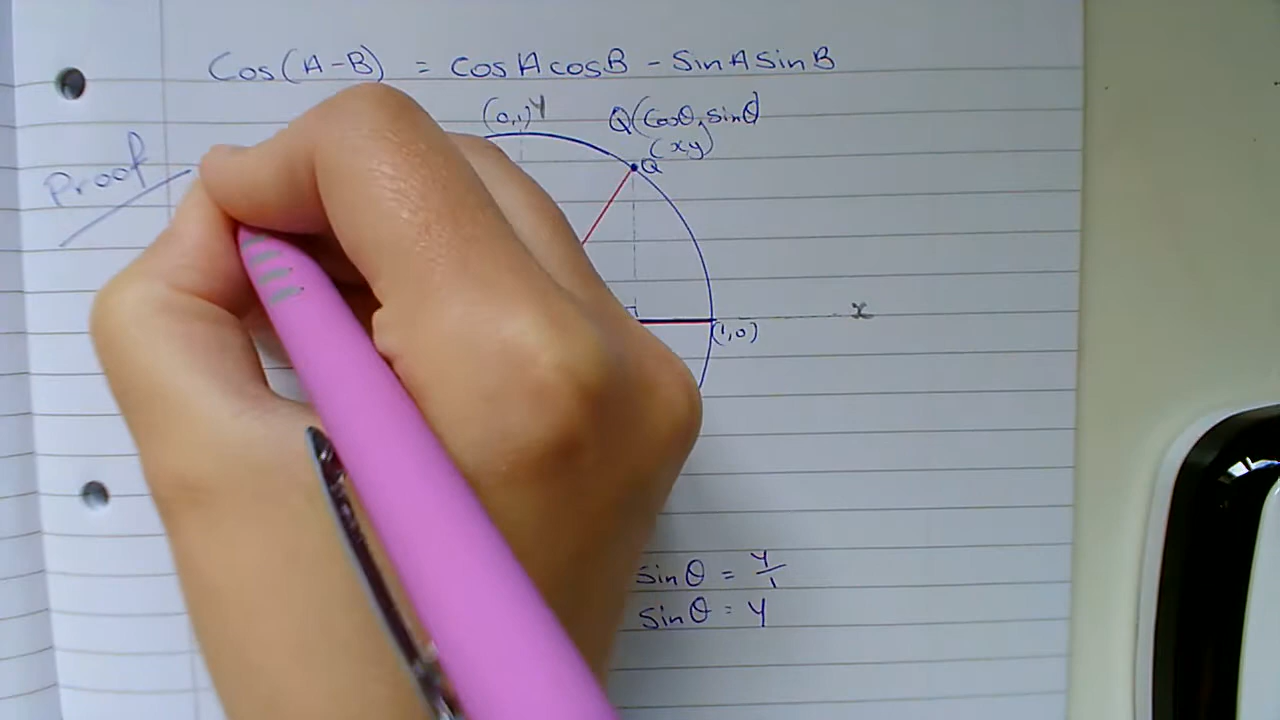 Cos(A-B) = cosAcosB - sinAsinB
(0,1) y
Q(cosθ, sinθ)
(x,y)
Proof
Q
x
(1,0)
sinθ = y/1
sinθ = y